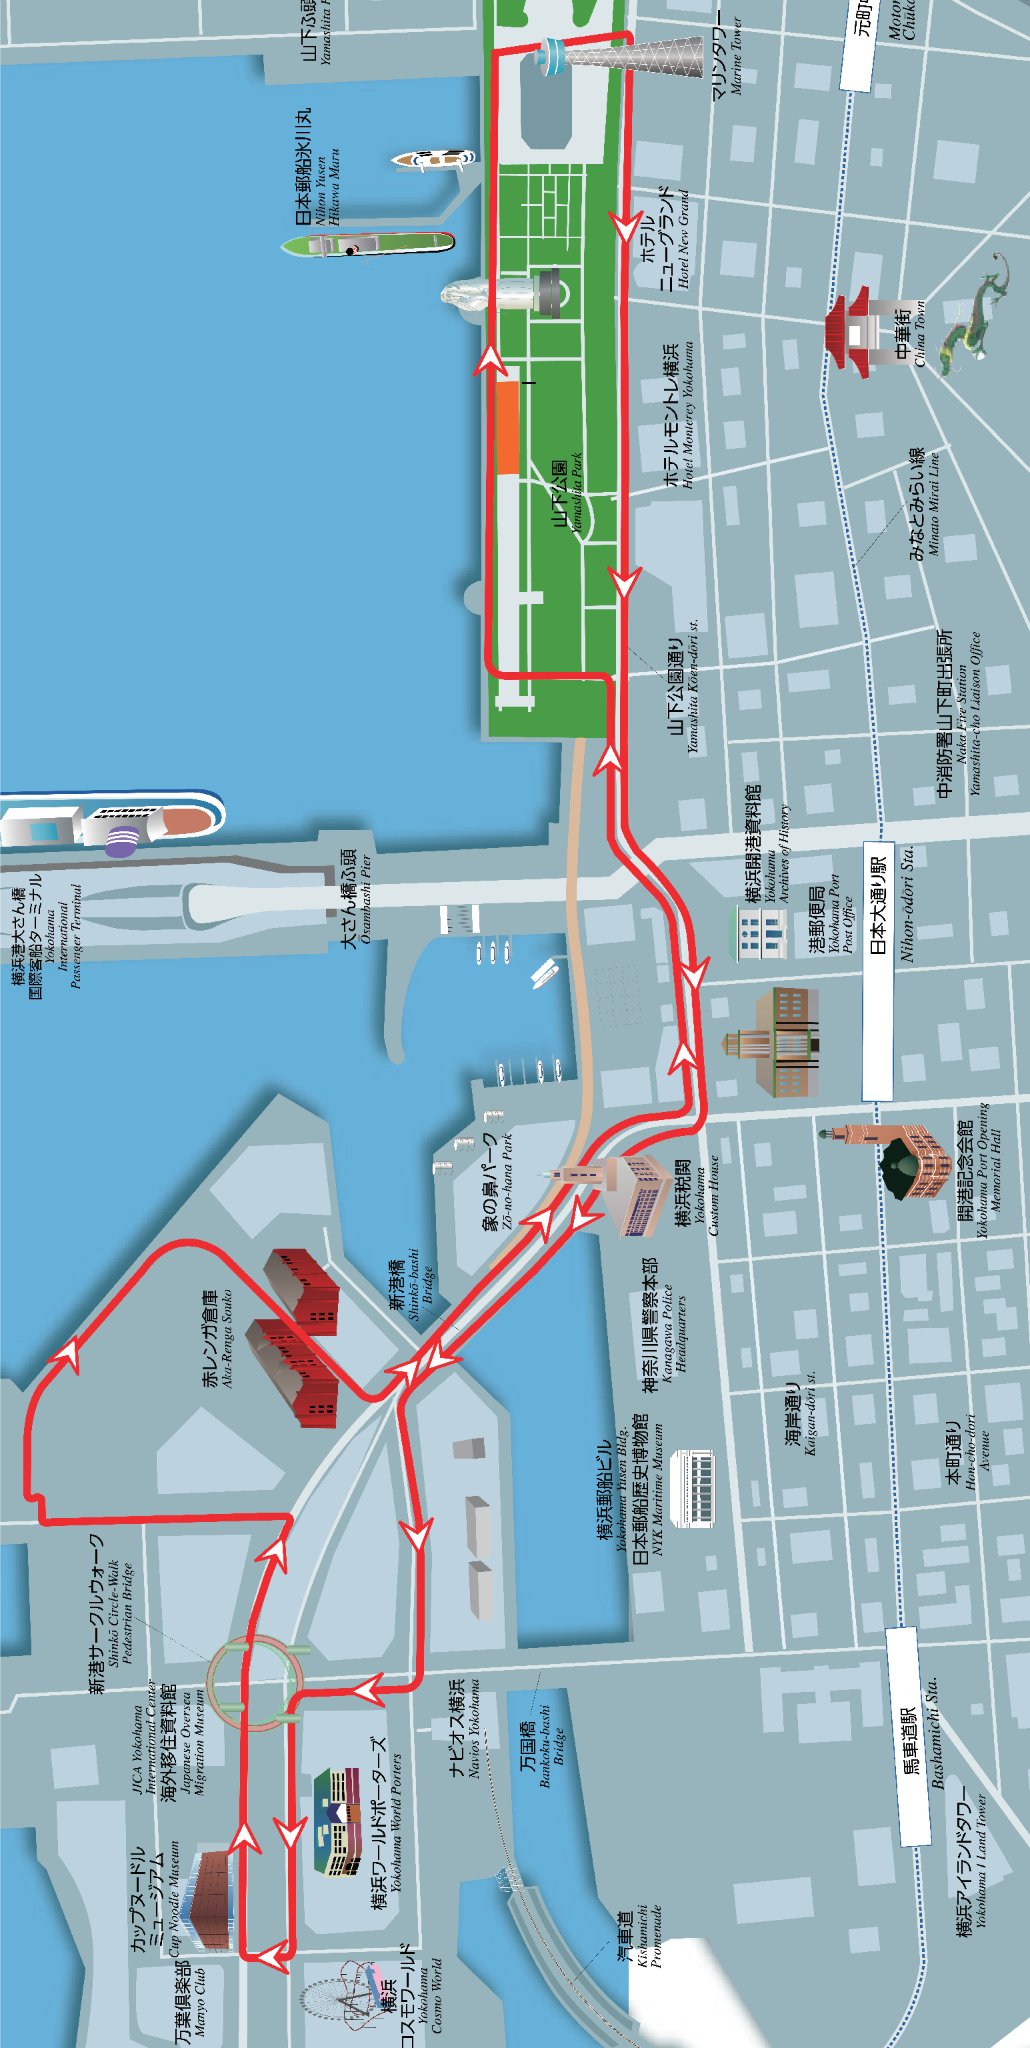 山下ふ頭
マリンタワー
Marine Tower
日本郵船氷川丸
Nihon Yusen
Hikawa Maru
ホテル
ニューグランド
Hotel New Grand
中華街
China Town
ホテルモントレ横浜
Hotel Monterey Yokohama
山下公園
Yamashita Park
みなとみらい線
Minato Mirai Line
山下公園通り
Yamashita Kōen-dōri st.
中消防署山下町出張所
Naka Fire Station
Yamashita-cho Liaison Office
横浜港大さん橋
国際客船ターミナル
Yokohama
International
Passenger Terminal
大さん橋ふ頭
Osambashi Pier
横浜開港資料館
Yokohama
Archives of History
港郵便局
Yokohama Port
Post Office
日本大通り駅
Nihon-ōdōri Sta.
象の鼻パーク
Zō-no-hana Park
横浜税関
Yokohama
Custom House
開港記念会館
Yokohama Port Opening
Memorial Hall
赤レンガ倉庫
Aka-Renga Souko
新港橋
Shinkō-bashi
Bridge
神奈川県警察本部
Kanagawa Police
Headquarters
海岸通り
Kaigan-dōri st.
本町通り
Hon-cho-dori
Avenue
横浜郵船ビル
Yokohama Yusen Bldg.
日本郵船歴史博物館
NYK Maritime Museum
新港サークルウォーク
Shinkō Circle-Walk
Pedestrian Bridge
JICA Yokohama
International Center
海外移住資料館
Japanese Oversea
Migration Museum
ナビオス横浜
Navios Yokohama
万国橋
Bankoku-bashi
Bridge
馬車道駅
Bashamichi Sta.
横浜ワールドポーターズ
Yokohama World Porters
カップヌードル
ミュージアム
Cup Noodle Museum
万葉倶楽部
Manyo Club
横浜
コスモワールド
Yokohama
Cosmo World
汽車道
Kishamichi
Promenade
横浜アイランドタワー
Yokohama I Land Tower